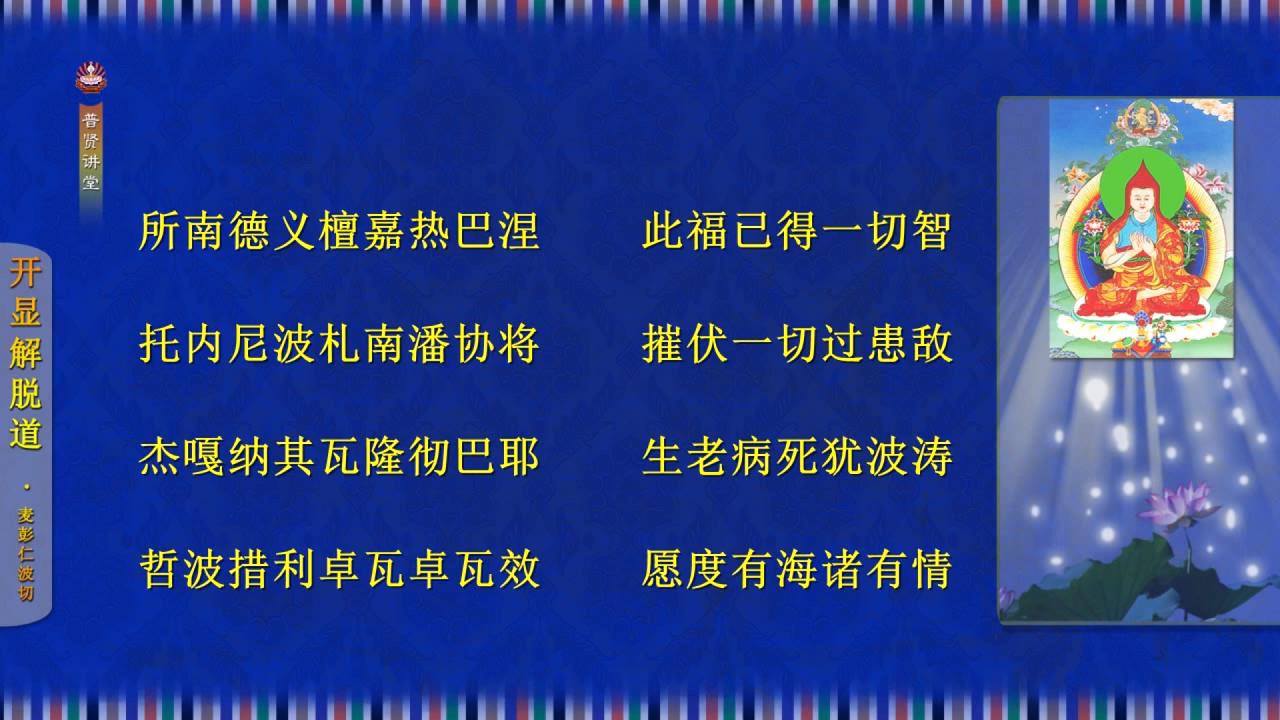 普贤讲堂
开显解脱道·麦彭仁波切
所南德义檀嘉热巴涅 此福已得一切智
托内尼波札南潘协将 摧伏一切过患敌
杰嘎纳其瓦隆彻巴耶 生老病死犹波涛
哲波措利卓瓦卓瓦效 愿度有海诸有情